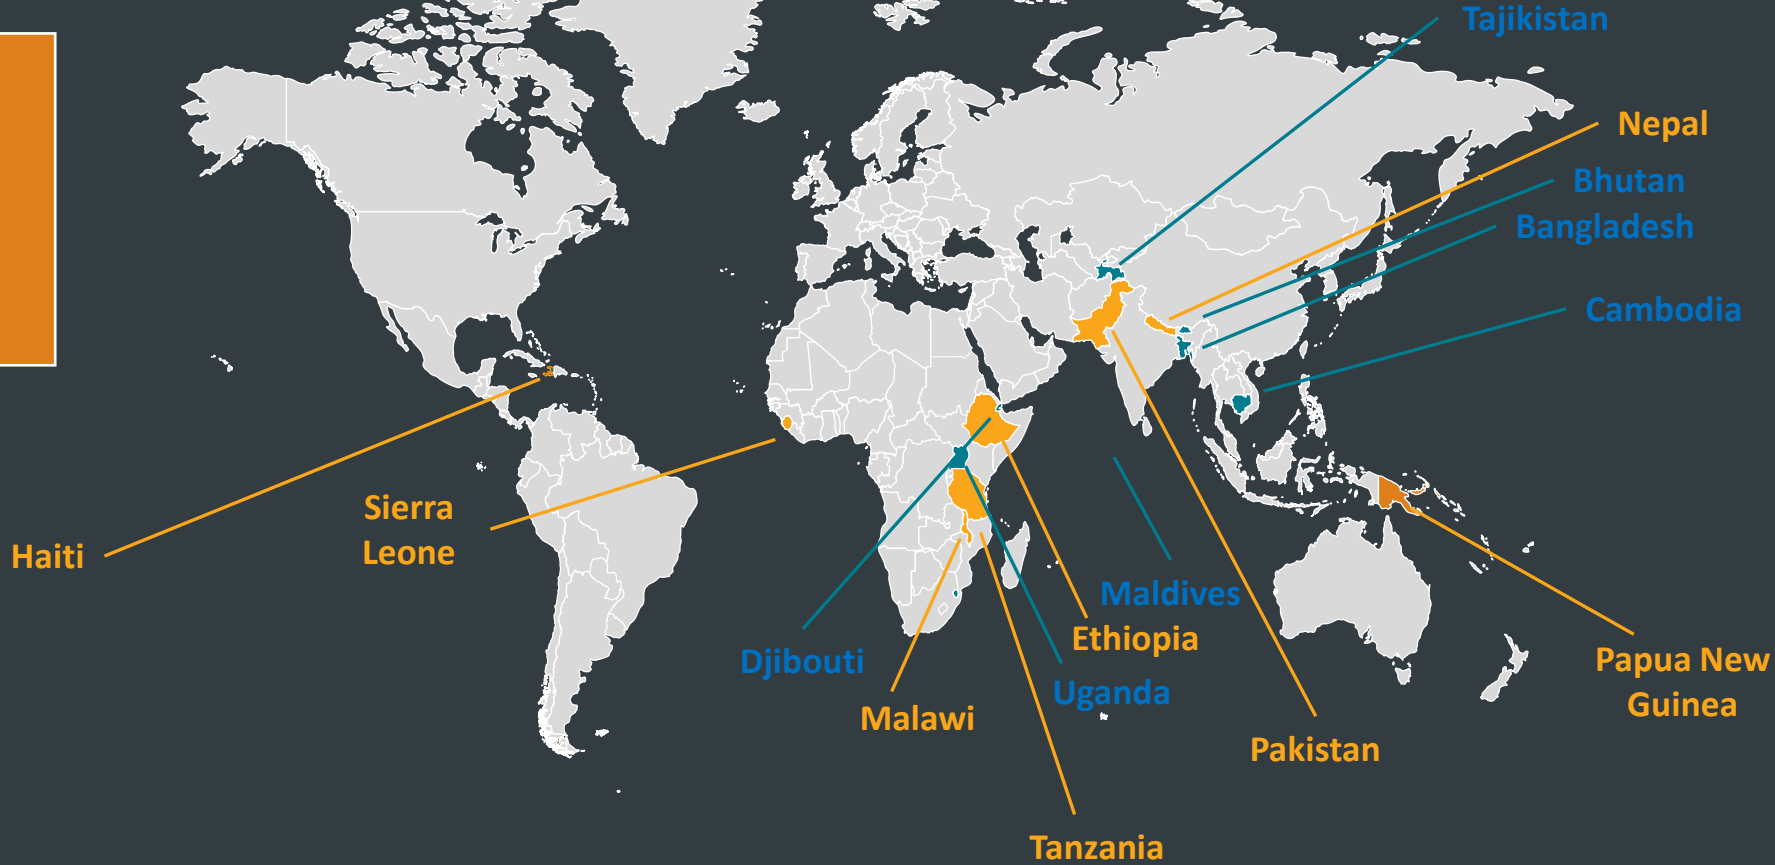 Tajikistan
Nepal
Bhutan
Bangladesh
Cambodia
Sierra
Leone
Haiti
Maldives
Ethiopia
Djibouti
Uganda
Malawi
Papua New
Guinea
Pakistan
Tanzania